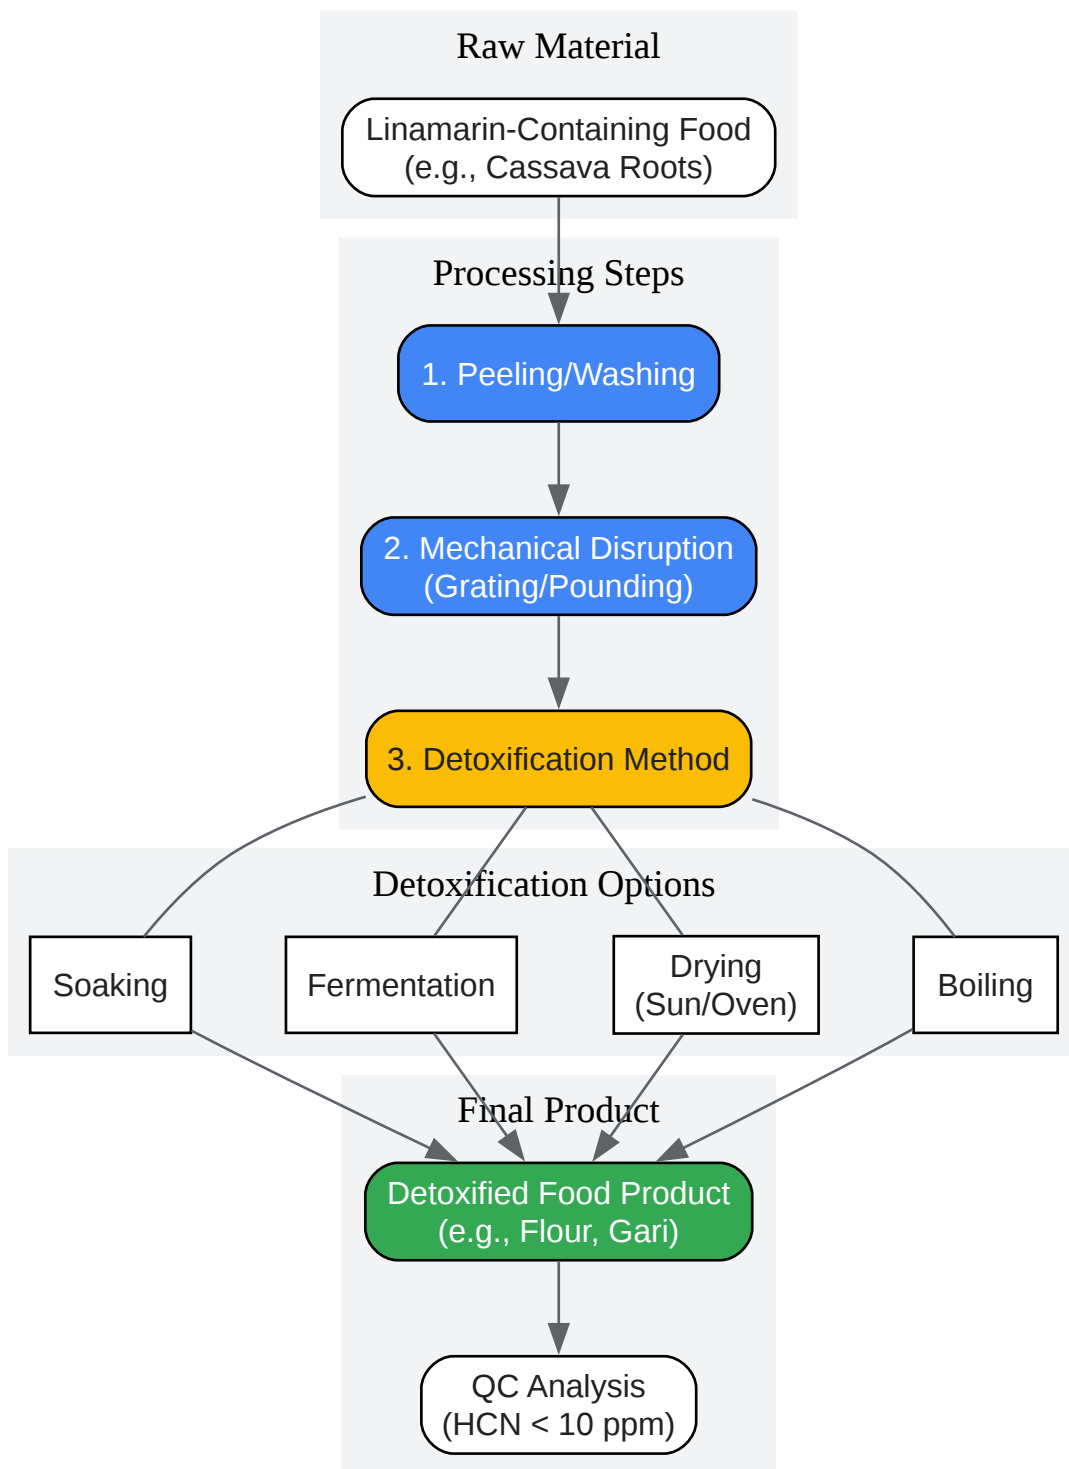 Raw Material
Linamarin-Containing Food
(e.g., Cassava Roots)
Processing Steps
1. Peeling/Washing
2. Mechanical Disruption
(Grating/Pounding)
3. Detoxification Method
Detoxification Options
Soaking
Fermentation
Drying
(Sun/Oven)
Boiling
Final Product
Detoxified Food Product
(e.g., Flour, Gari)
QC Analysis
(HCN < 10 ppm)